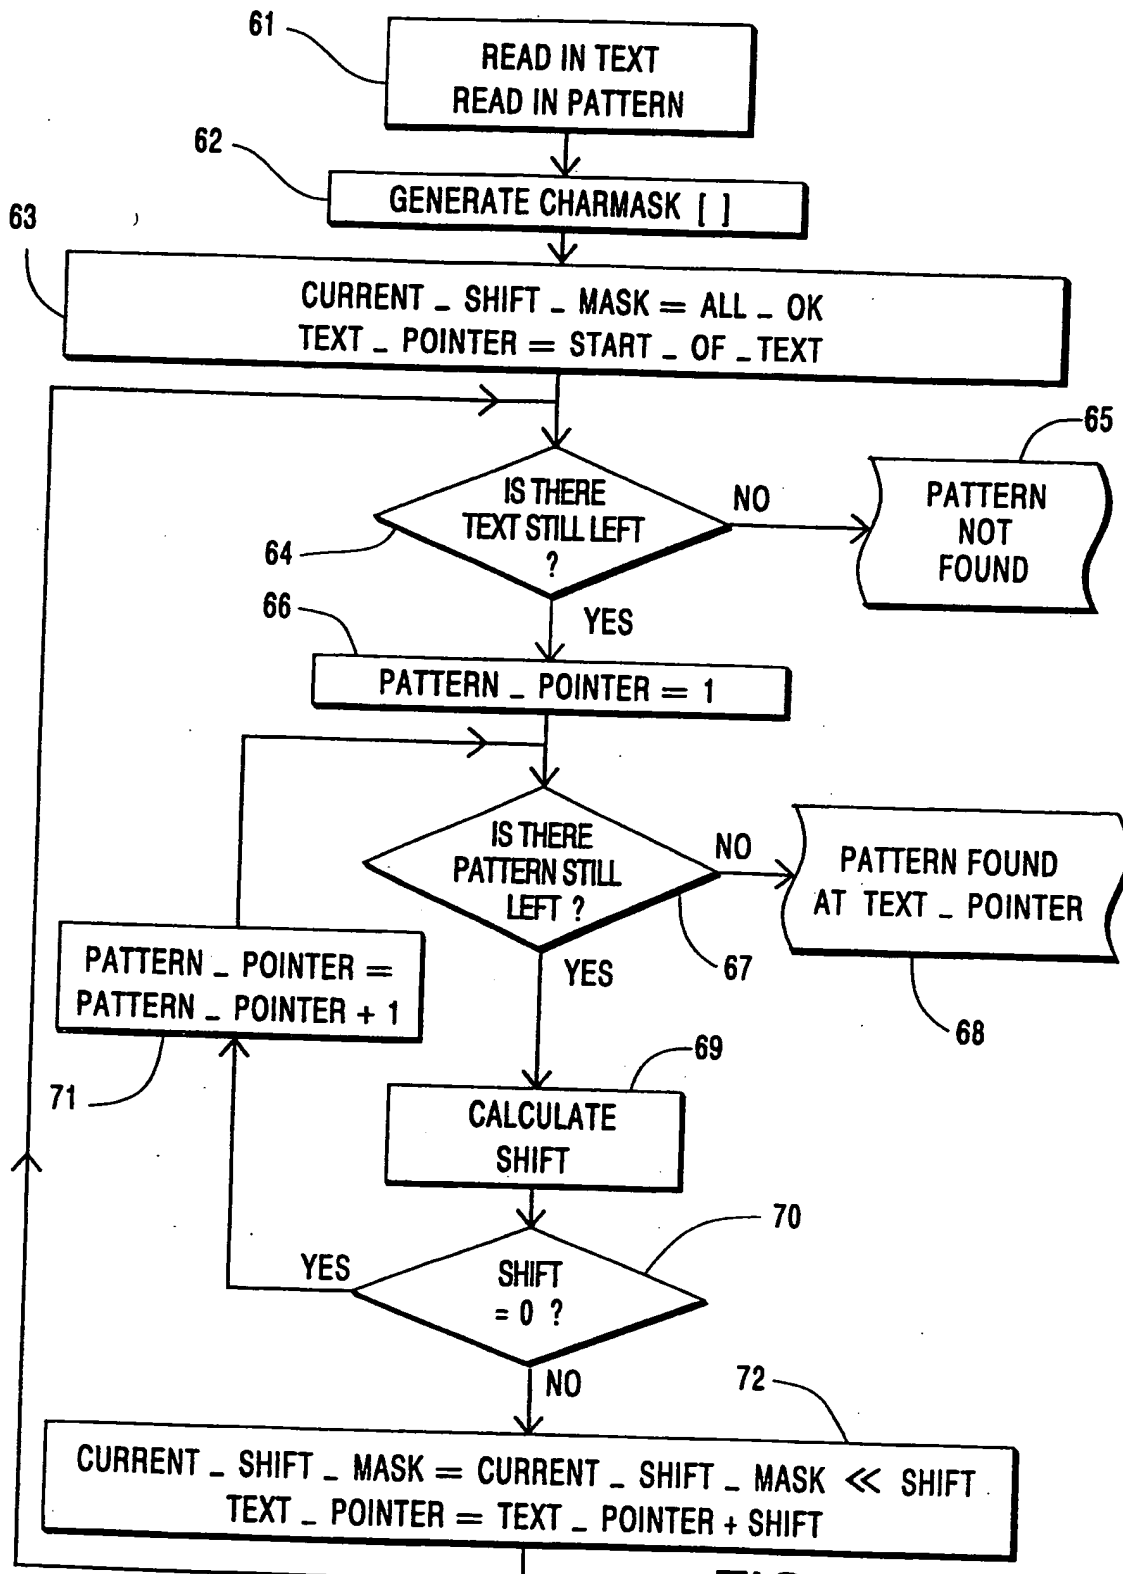 61
READ IN TEXT
READ IN PATTERN
62
GENERATE CHARMASK [ ]
63
CURRENT _ SHIFT _ MASK = ALL _ OK
TEXT _ POINTER = START _ OF _ TEXT
65
IS THERE
TEXT STILL LEFT
?
64
NO
PATTERN
NOT
FOUND
66
YES
PATTERN _ POINTER = 1
IS THERE
PATTERN STILL
LEFT ?
NO
PATTERN FOUND
AT TEXT _ POINTER
67
68
YES
PATTERN _ POINTER =
PATTERN _ POINTER + 1
71
69
CALCULATE
SHIFT
70
YES
SHIFT
= 0 ?
NO
72
CURRENT _ SHIFT _ MASK = CURRENT _ SHIFT _ MASK << SHIFT
TEXT _ POINTER = TEXT _ POINTER + SHIFT